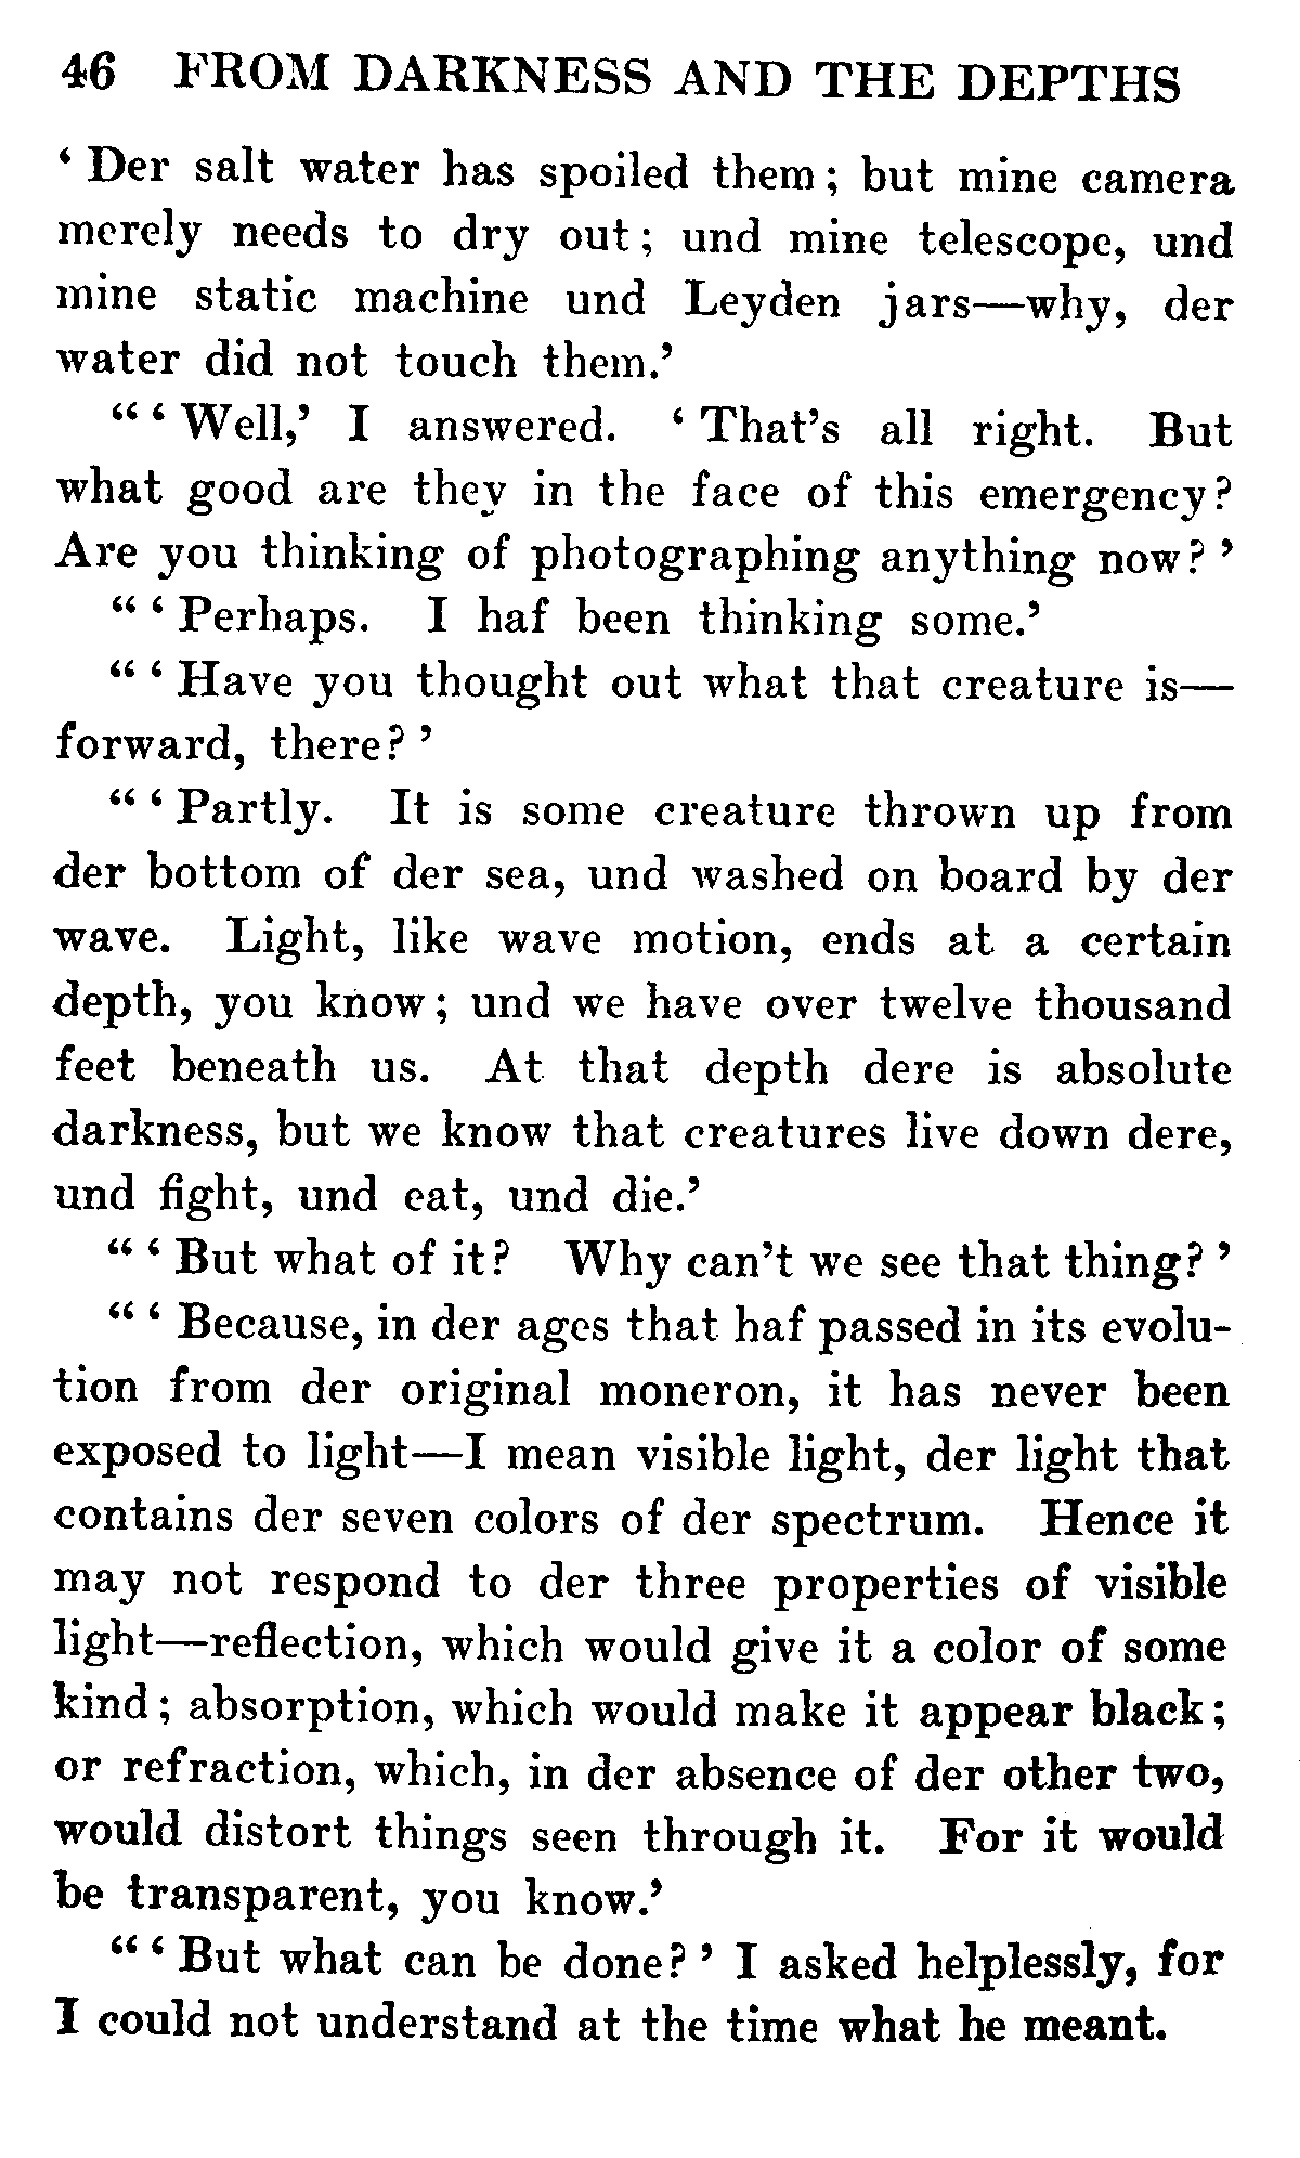 46 FROM DARKNESS AND THE DEPTHS
‘ Der salt water has spoiled them; but mine camera
merely needs to dry out; und mine telescope, und
mine static machine und Leyden jars—why, der
water did not touch them.’
“ ‘ Well,’ I answered. ‘ That’s all right. But
what good are they in the face of this emergency?
Are you thinking of photographing anything now? ’
“ ‘ Perhaps. I haf been thinking some.’
“ ‘ Have you thought out what that creature is—
forward, there? ’
“ ‘ Partly. It is some creature thrown up from
der bottom of der sea, und washed on board by der
wave. Light, like wave motion, ends at a certain
depth, you know; und we have over twelve thousand
feet beneath us. At that depth dere is absolute
darkness, but we know that creatures live down dere,
und fight, und eat, und die.’
“ ‘ But what of it? Why can’t we see that thing? ’
“ ‘ Because, in der ages that haf passed in its evolu-
tion from der original moneron, it has never been
exposed to light—I mean visible light, der light that
contains der seven colors of der spectrum. Hence it
may not respond to der three properties of visible
light—reflection, which would give it a color of some
kind; absorption, which would make it appear black;
or refraction, which, in der absence of der other two,
would distort things seen through it. For it would
be transparent, you know.’
“ ‘ But what can be done? ’ I asked helplessly, for
I could not understand at the time what he meant.